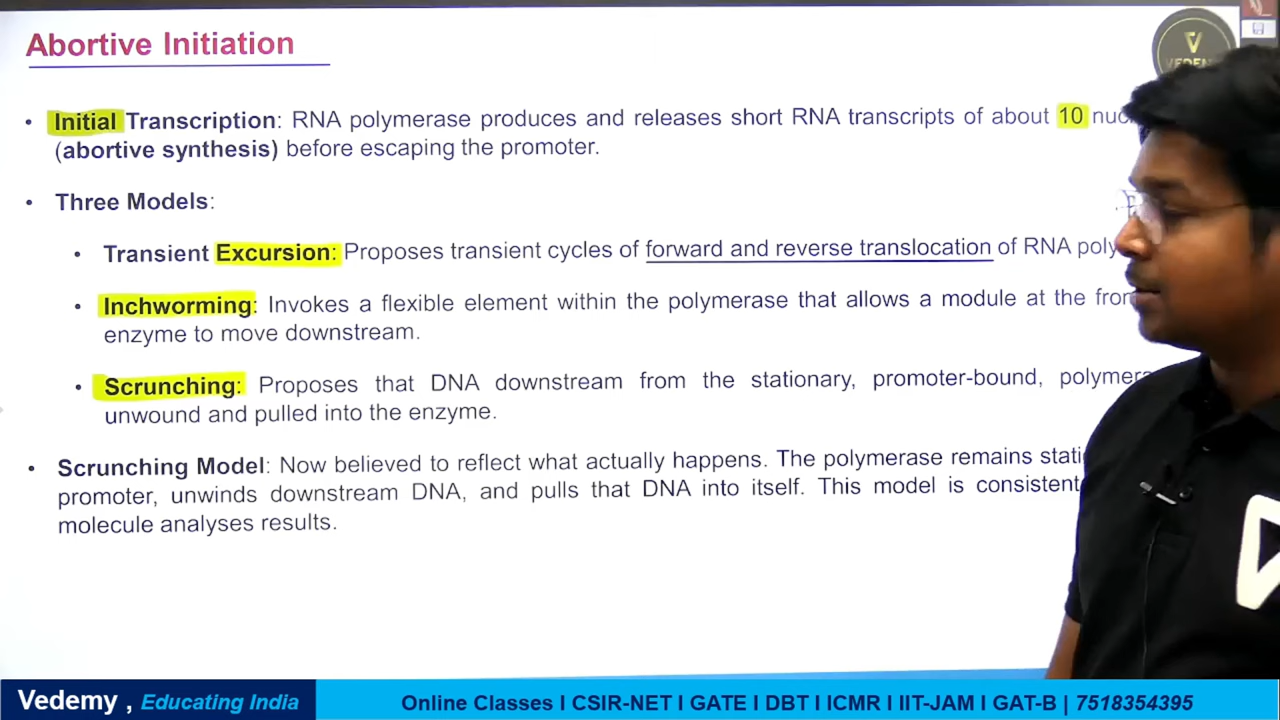 Abortive Initiation
• Initial Transcription: RNA polymerase produces and releases short RNA transcripts of about 10
(abortive synthesis) before escaping the promoter.
• Three Models:
• Transient Excursion: Proposes transient cycles of forward and reverse translocation of RNA
• Inchworming: Invokes a flexible element within the polymerase that allows a module at the
enzyme to move downstream.
• Scrunching: Proposes that DNA downstream from the stationary, promoter-bound,
unwound and pulled into the enzyme.
• Scrunching Model: Now believed to reflect what actually happens. The polymerase remains
promoter, unwinds downstream DNA, and pulls that DNA into itself. This model is consistent
molecule analyses results.
Vedemy , Educating India
Online Classes I CSIR-NET I GATE I DBT I ICMR I IIT-JAM I GAT-B | 7518354395